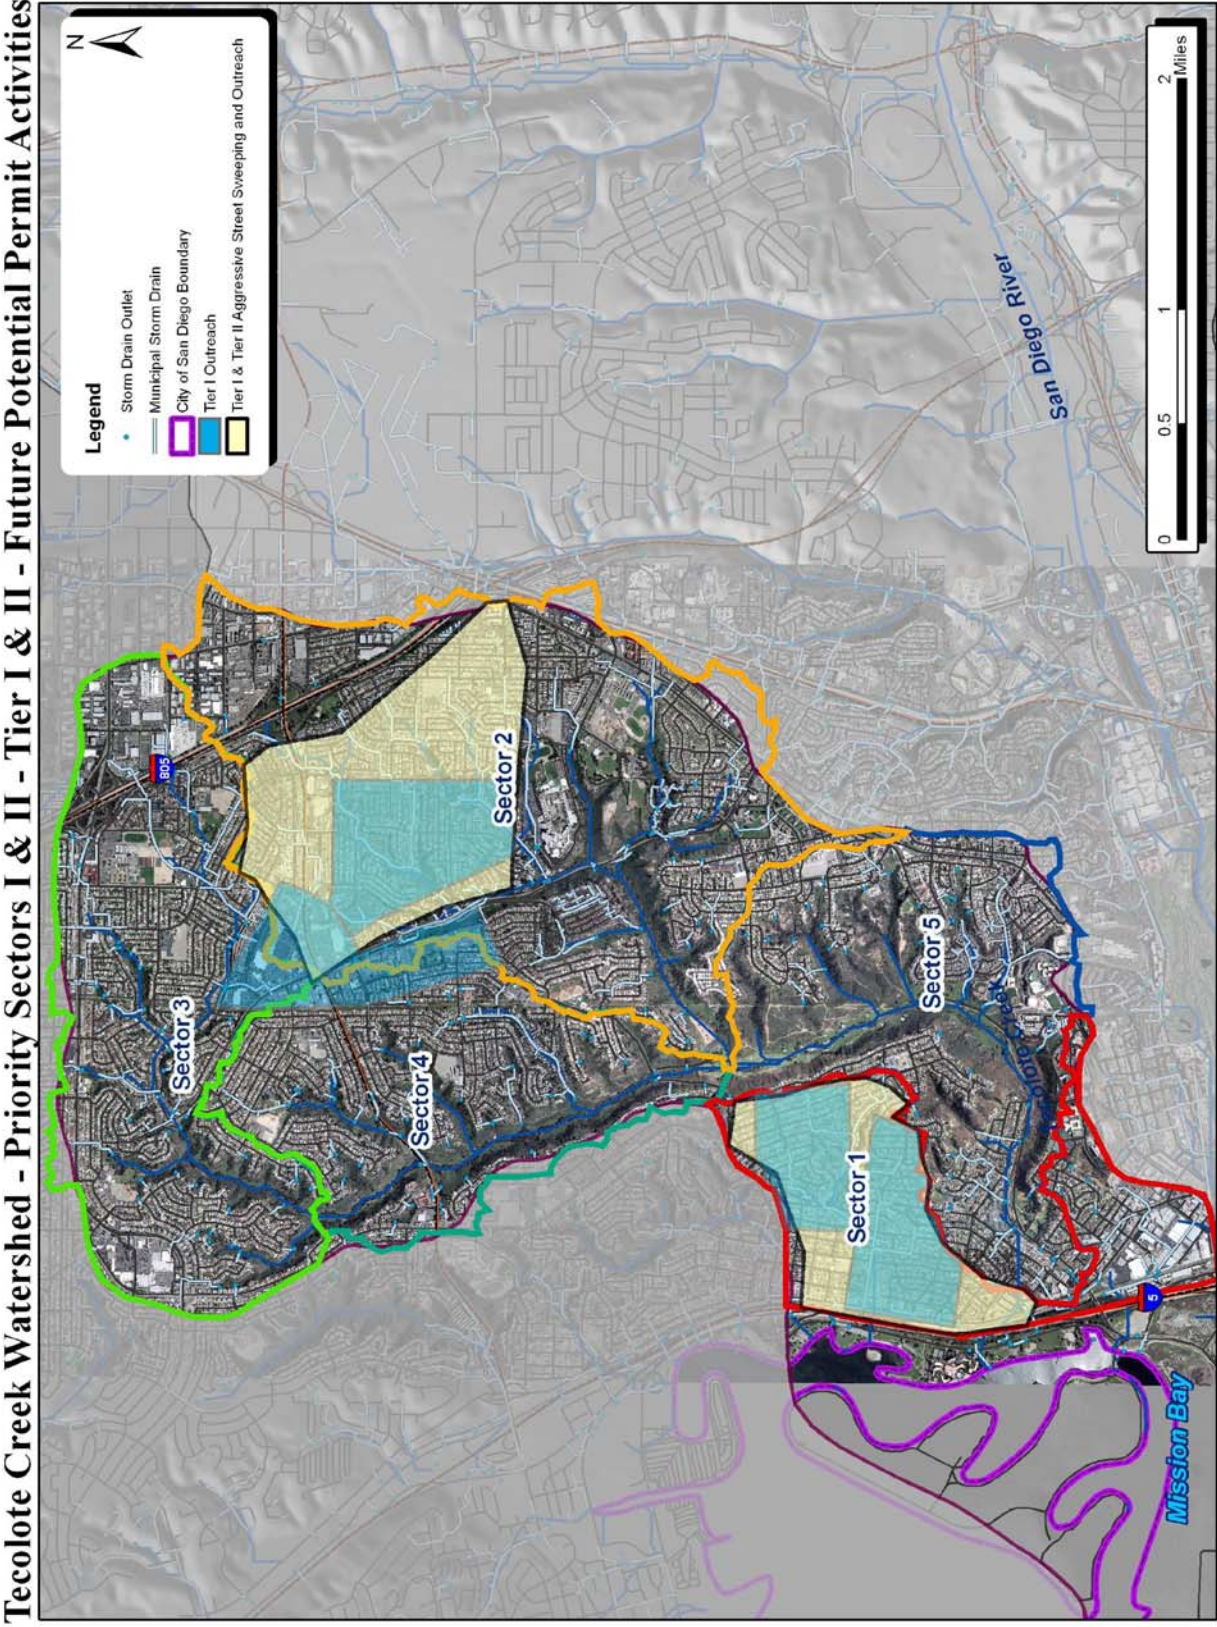 Tecolote Creek Watershed - Priority Sectors I & II - Tier I & II - Future Potential Permit Activities
N
Legend
Storm Drain Outlet
Municipal Storm Drain
City of San Diego Boundary
Tier I Outreach
Tier I & Tier II Aggressive Street Sweeping and Outreach
805
Sector 3
Sector 4
Sector 2
Sector 5
Sector 1
Tecolote Creek
San Diego River
5
Mission Bay
0 0.5 1 2
Miles